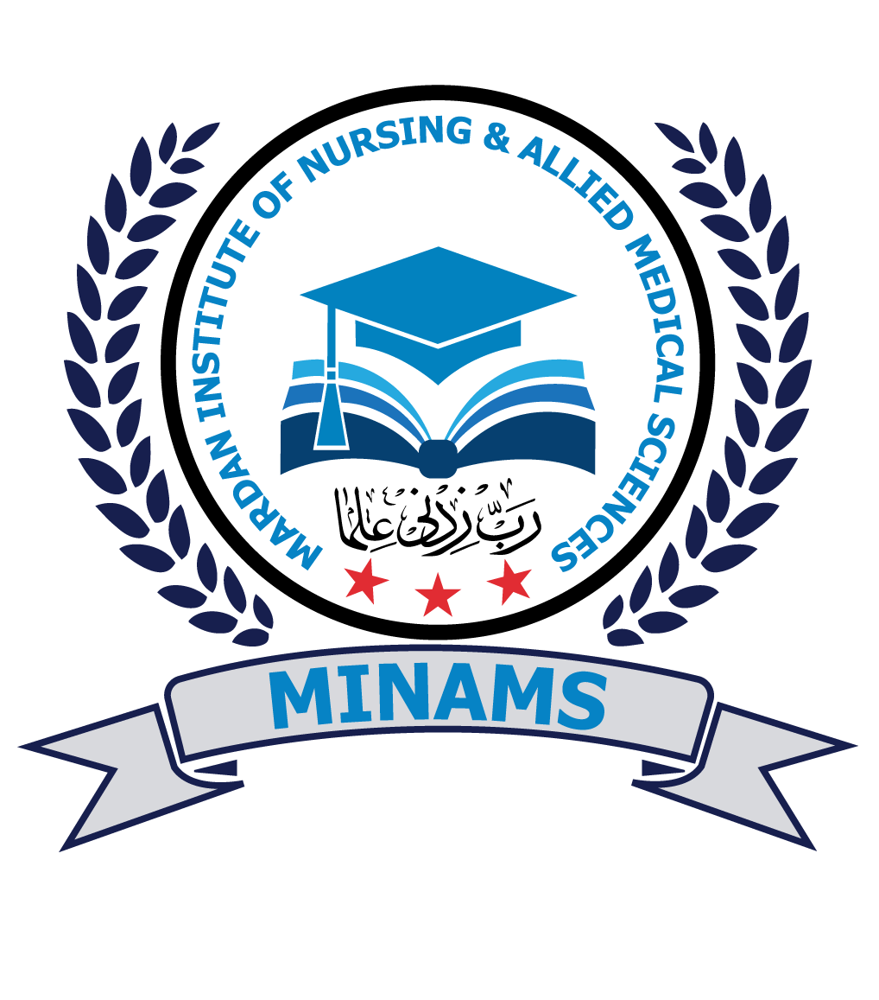 MARDAN INSTITUTE OF NURSING & ALLIED MEDICAL SCIENCES
رَبِّ زِدْنِي عِلْمًا
MINAMS